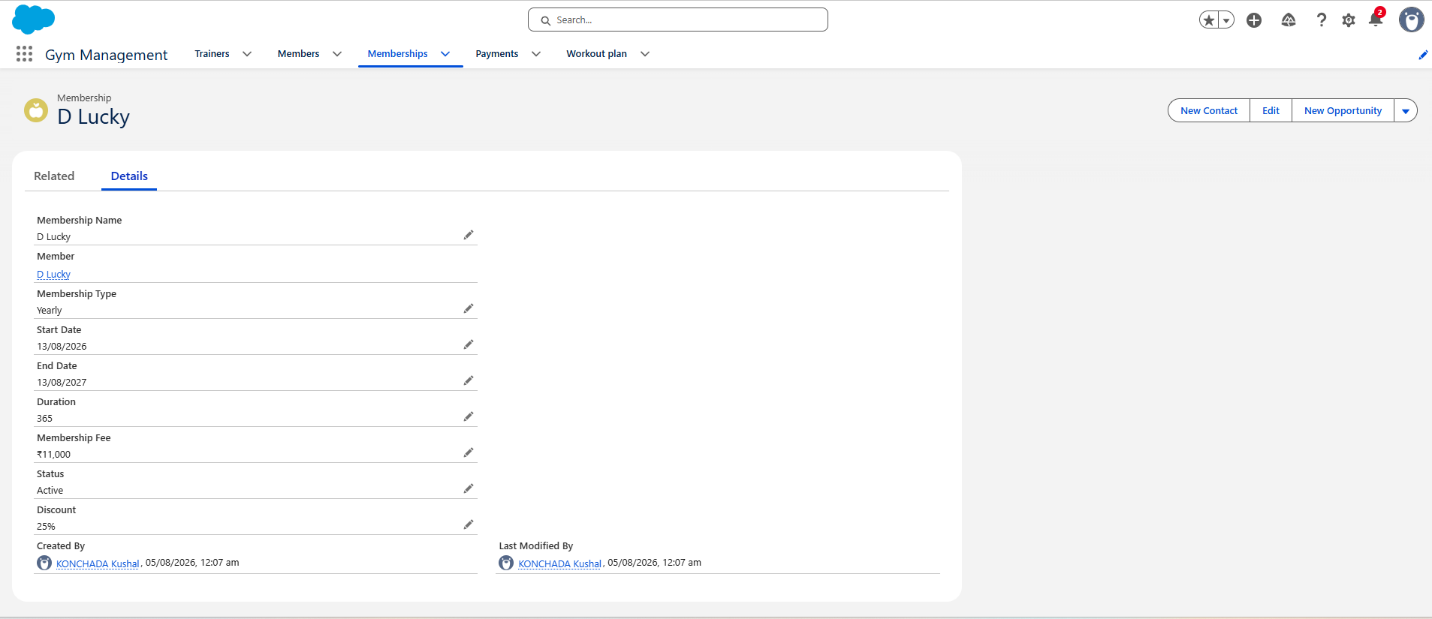 Search...
2
Gym Management
Trainers
Members
Memberships
Payments
Workout plan
Membership
D Lucky
New Contact
Edit
New Opportunity
Related
Details
Membership Name
D Lucky
Member
D Lucky
Membership Type
Yearly
Start Date
13/08/2026
End Date
13/08/2027
Duration
365
Membership Fee
₹11,000
Status
Active
Discount
25%
Created By
KONCHADA Kushal, 05/08/2026, 12:07 am
Last Modified By
KONCHADA Kushal, 05/08/2026, 12:07 am